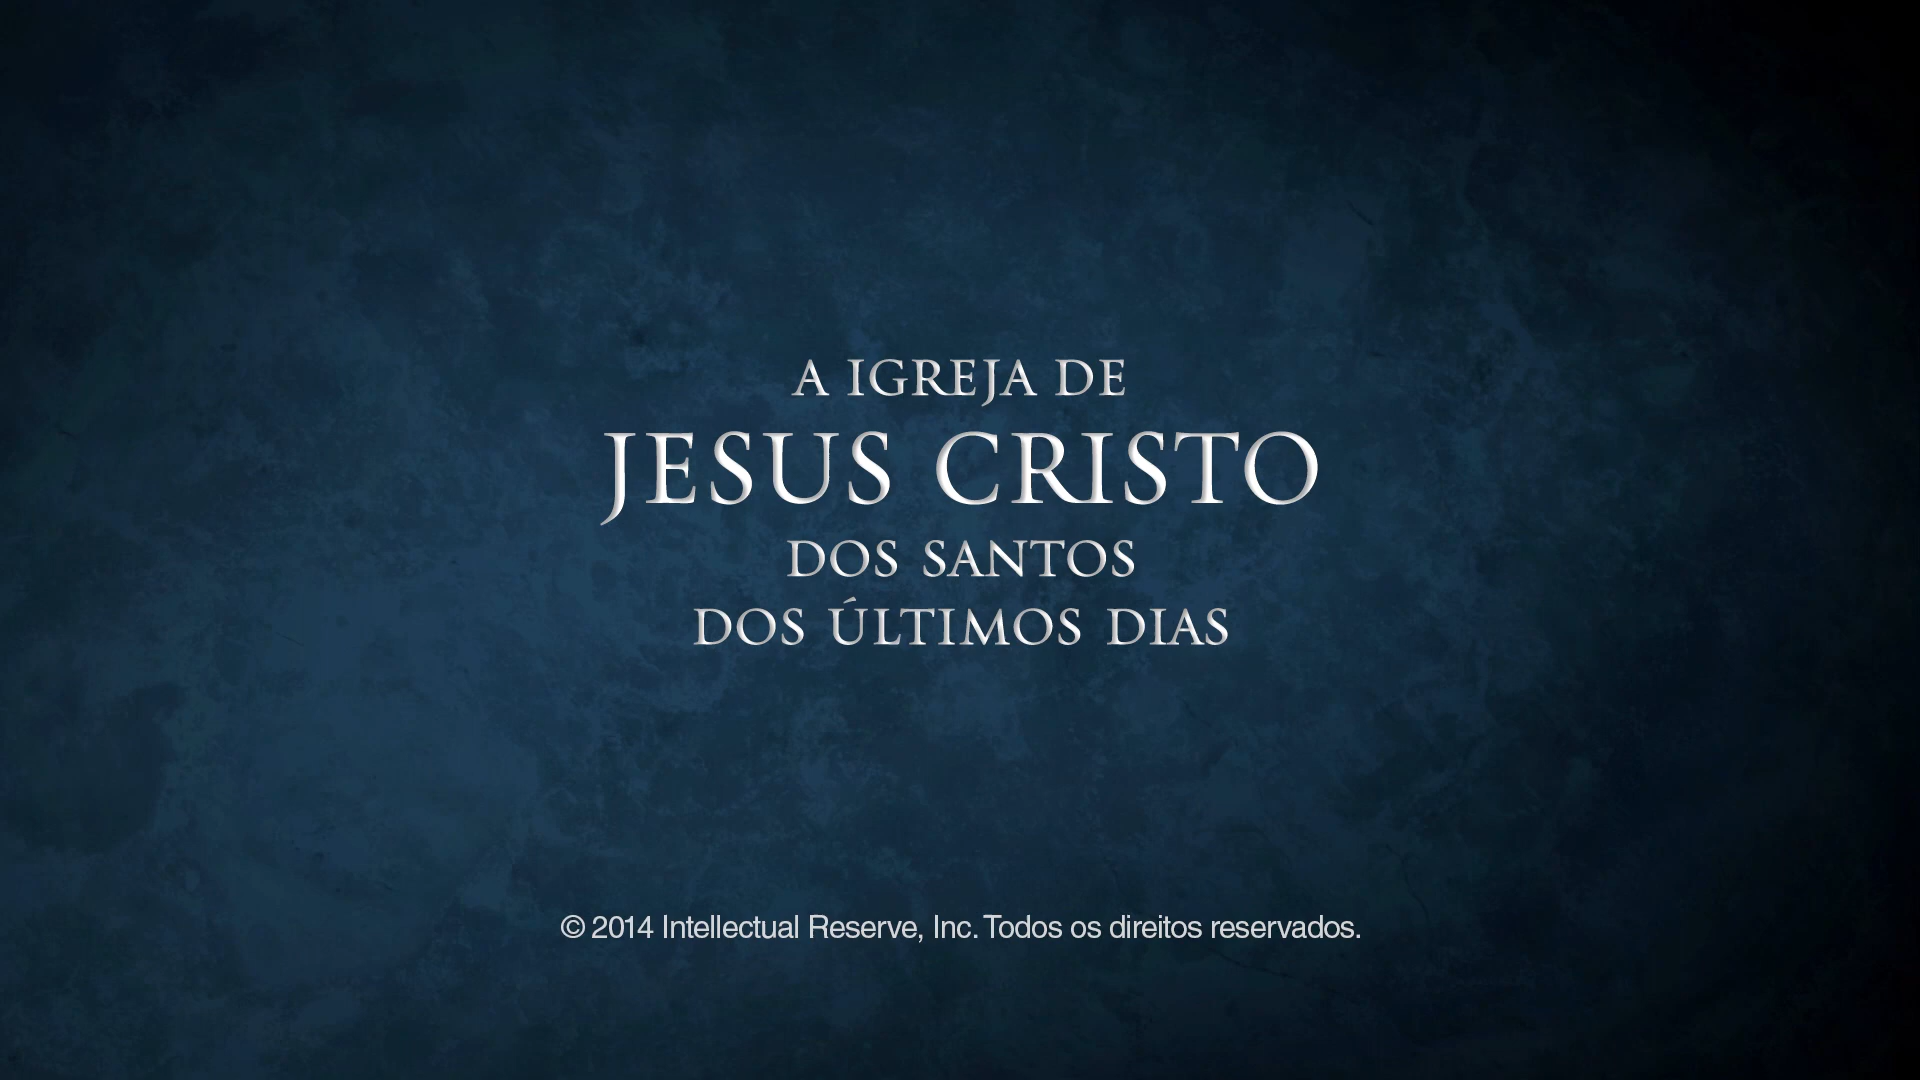 A IGREJA DE
JESUS CRISTO
DOS SANTOS
DOS ÚLTIMOS DIAS
© 2014 Intellectual Reserve, Inc. Todos os direitos reservados.